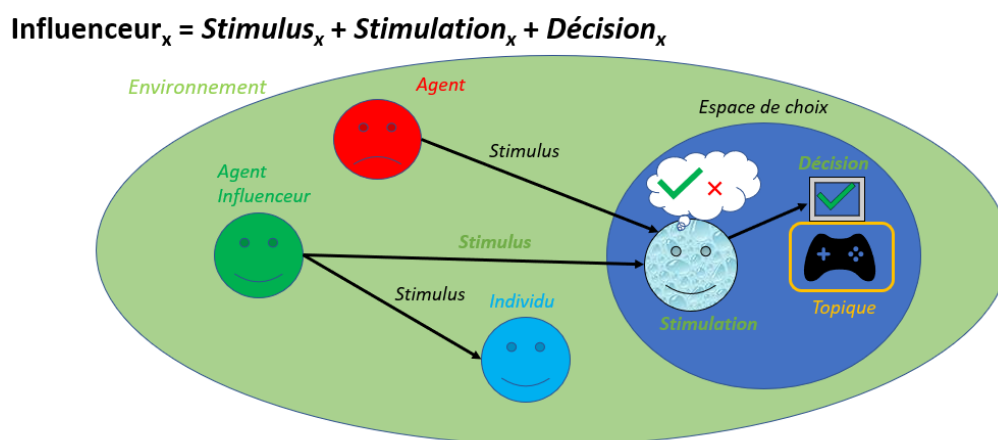 Influenceurx = Stimulusx + Stimulationx + Décisionx
Environnement
Agent
Espace de choix
Stimulus
Agent
Influenceur
Décision
Stimulus
Stimulus
Individu
Stimulation
Topique